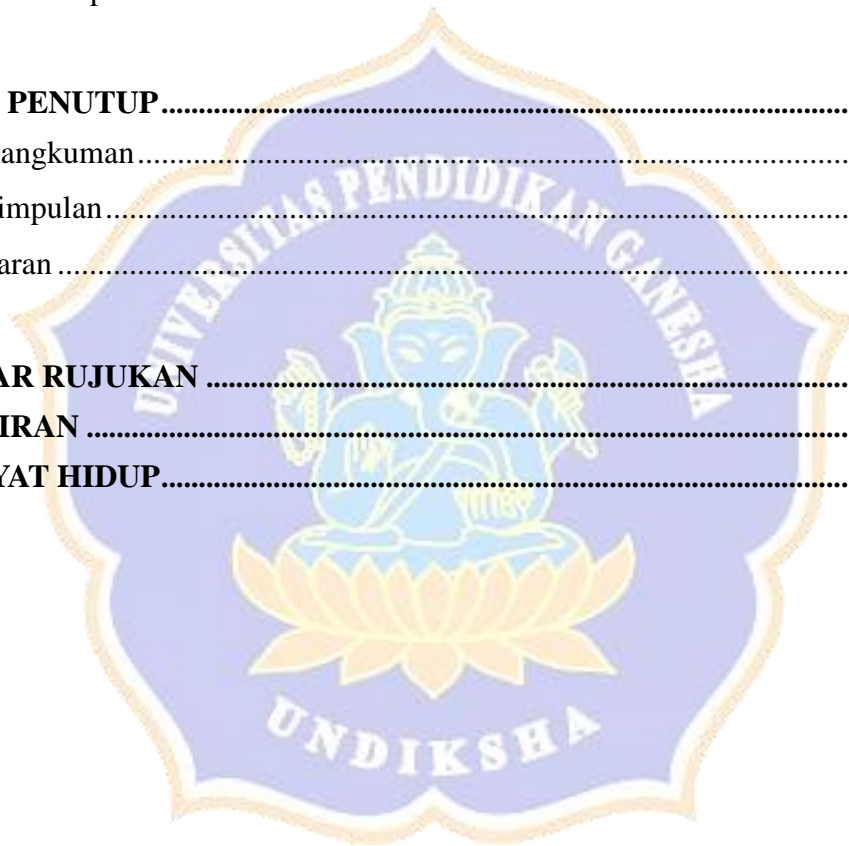 PENUTUP
angkuman
impulan
aran
AR RUJUKAN
IRAN
YAT HIDUP
UNIVERSITAS PENDIDIKAN GANESHA
UNDIKSHA